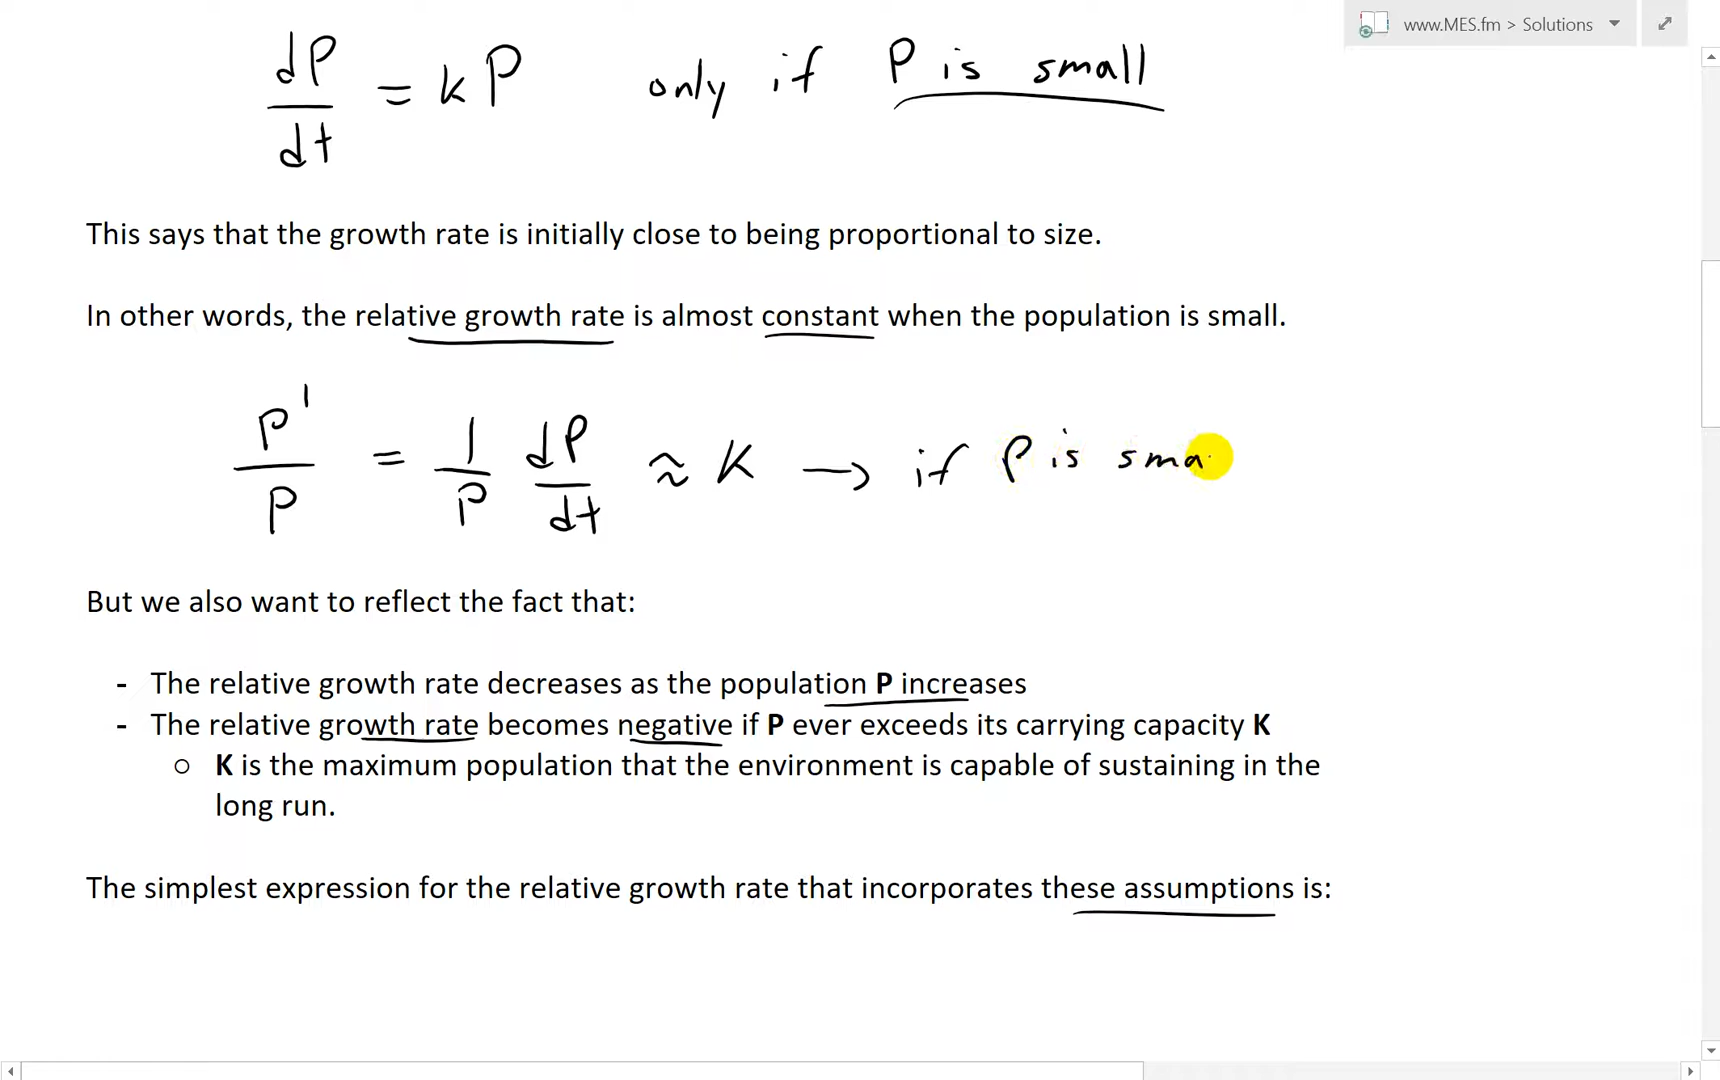 www.MES.fm > Solutions
dP/dt = kP only if P is small
This says that the growth rate is initially close to being proportional to size.
In other words, the relative growth rate is almost constant when the population is small.
P'/P = 1/P dP/dt ≈ K → if P is sma
But we also want to reflect the fact that:
- The relative growth rate decreases as the population P increases
- The relative growth rate becomes negative if P ever exceeds its carrying capacity K
○ K is the maximum population that the environment is capable of sustaining in the
long run.
The simplest expression for the relative growth rate that incorporates these assumptions is: